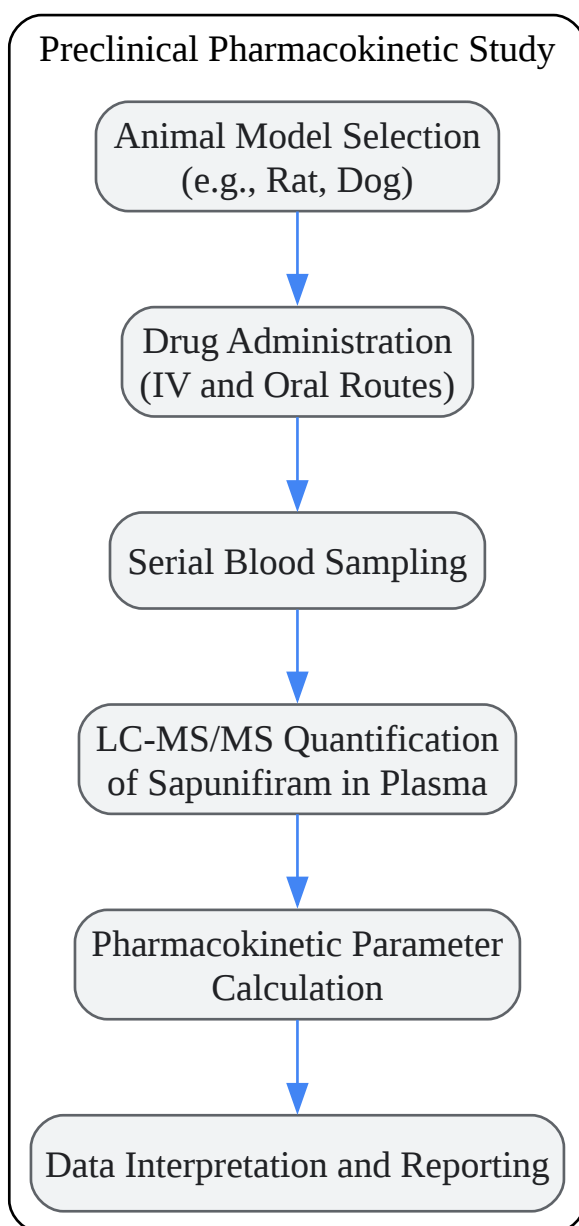 Preclinical Pharmacokinetic Study
Animal Model Selection
(e.g., Rat, Dog)
Drug Administration
(IV and Oral Routes)
Serial Blood Sampling
LC-MS/MS Quantification
of Sapunifiram in Plasma
Pharmacokinetic Parameter
Calculation
Data Interpretation and Reporting